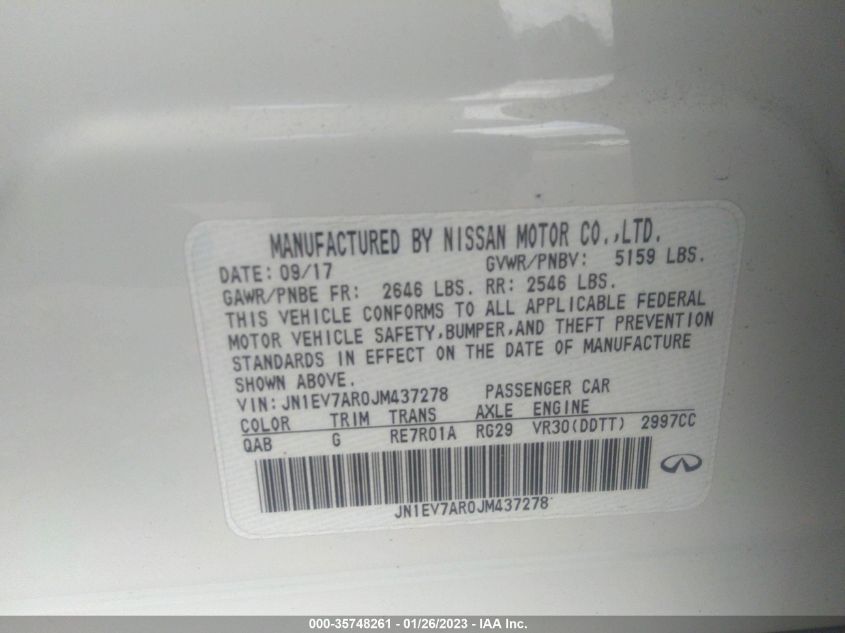 MANUFACTURED BY NISSAN MOTOR CO.,LTD.
DATE: 09/17 GVWR/PNBV: 5159 LBS.
GAWR/PNBE FR: 2646 LBS. RR: 2546 LBS.
THIS VEHICLE CONFORMS TO ALL APPLICABLE FEDERAL
MOTOR VEHICLE SAFETY,BUMPER,AND THEFT PREVENTION
STANDARDS IN EFFECT ON THE DATE OF MANUFACTURE
SHOWN ABOVE.
VIN: JN1EV7AR0JM437278 PASSENGER CAR
COLOR TRIM TRANS AXLE ENGINE
QAB G RE7R01A RG29 VR30(DDTT) 2997CC
JN1EV7AR0JM437278
000-35748261 - 01/26/2023 - IAA Inc.